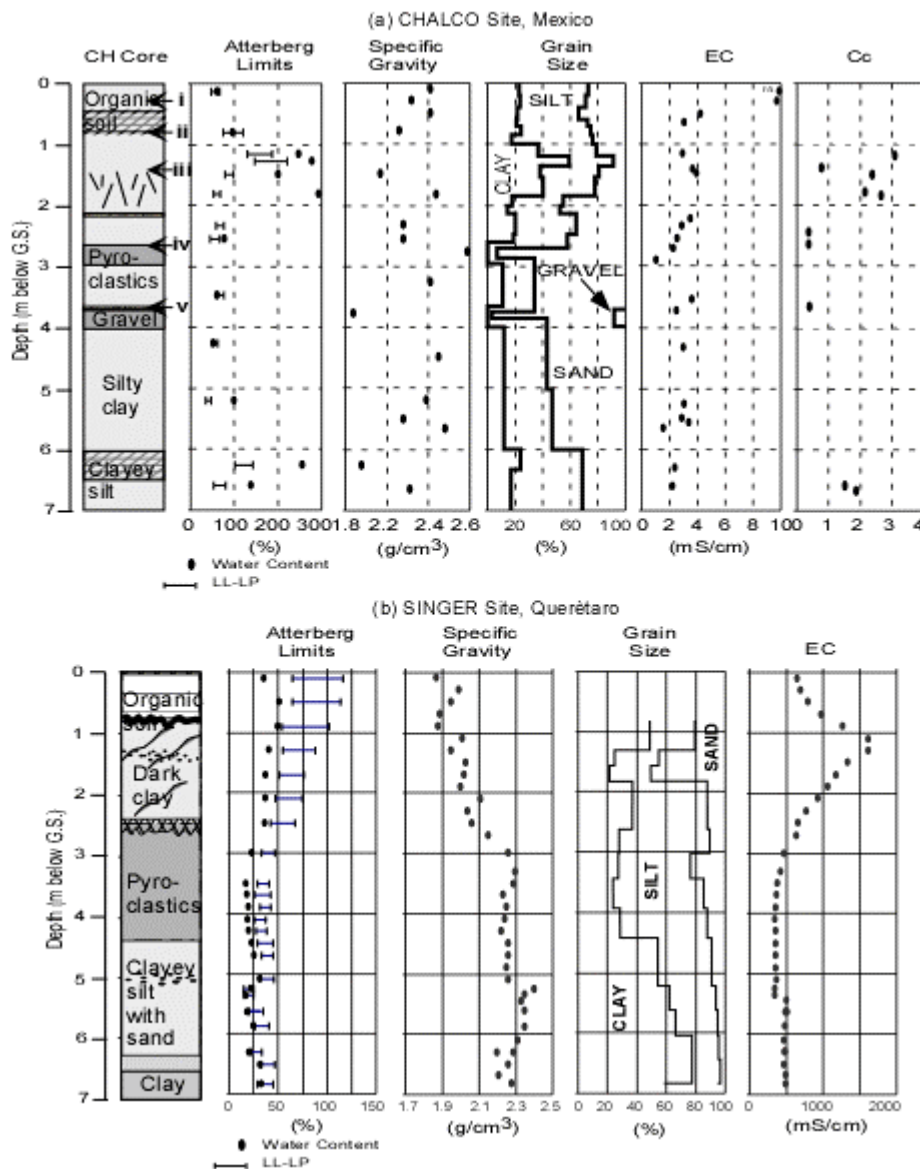 (a) CHALCO Site, Mexico
CH Core
Atterberg Limits
Specific Gravity
Grain Size
EC
Cc
0
1
2
3
4
5
6
7
Depth (m below G.S.)
Organic soil
Pyro-clastics
Gravel
Silty clay
Clayey silt
i
ii
iii
iv
v
SILT
CLAY
GRAVEL
SAND
0 100 200 300
(%)
1.8 2.2 2.4 2.6
(g/cm³)
20 60 100
(%)
0 2 4 6 8 10
(mS/cm)
0 1 2 3 4
Water Content
LL-LP
(b) SINGER Site, Querétaro
Atterberg Limits
Specific Gravity
Grain Size
EC
0
1
2
3
4
5
6
7
Depth (m below G.S.)
Organic soil
Dark clay
Pyro-clastics
Clayey silt with sand
Clay
SAND
SILT
CLAY
0 50 100 150
(%)
1.7 1.9 2.1 2.3 2.5
(g/cm³)
0 20 40 60 80 100
(%)
0 1000 2000
(mS/cm)
Water Content
LL-LP